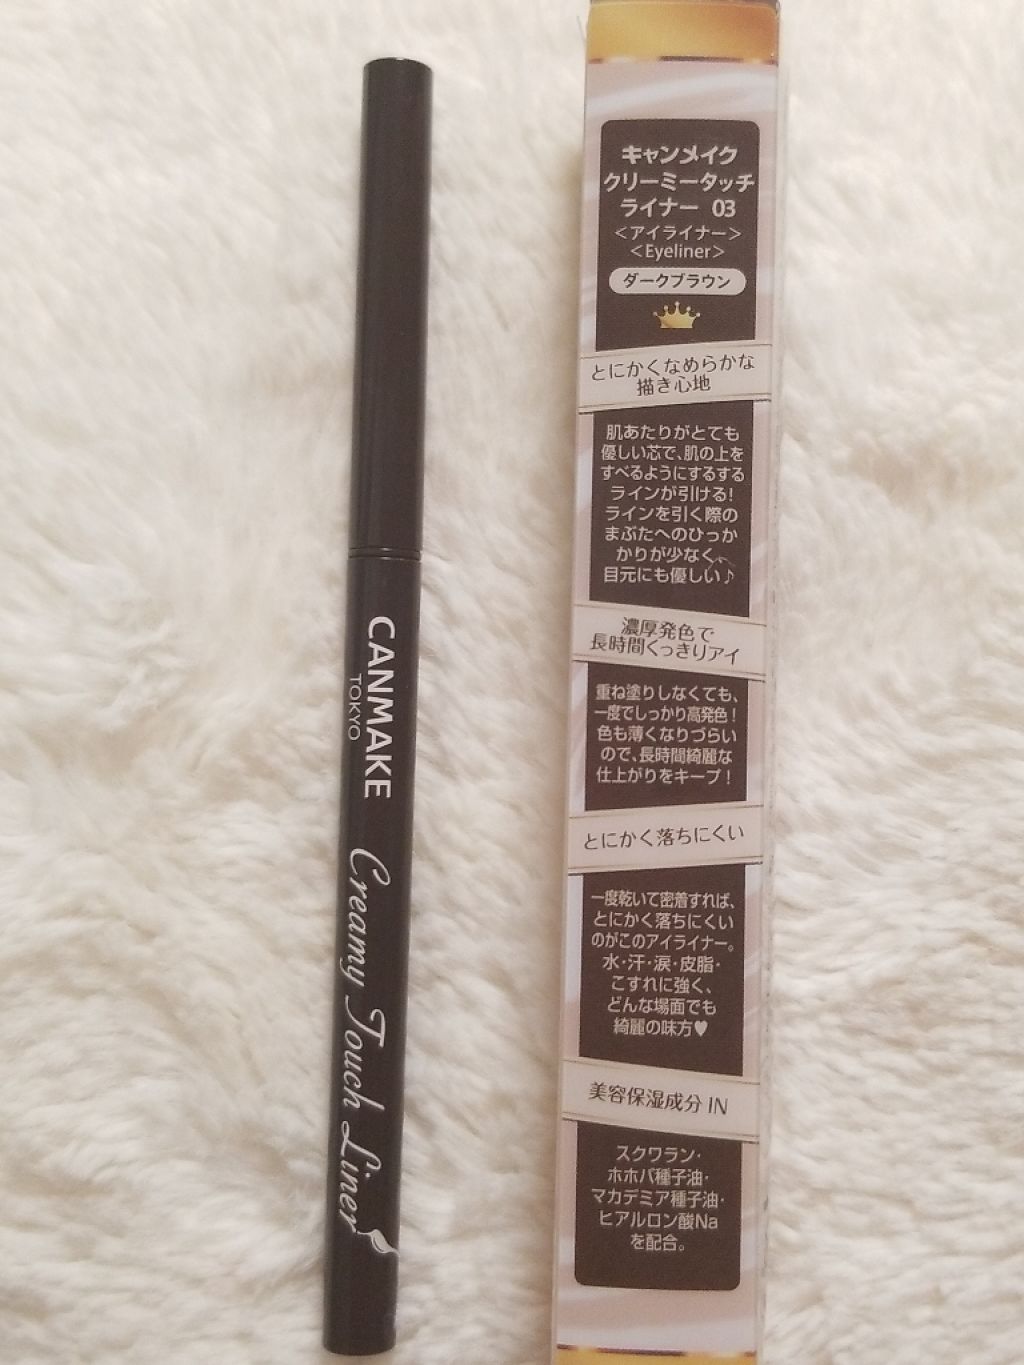 CANMAKE
TOKYO
Creamy Touch Liner
キャンメイク
クリーミータッチ
ライナー 03
＜アイライナー＞
＜Eyeliner＞
ダークブラウン
とにかくなめらかな
描き心地
肌あたりがとても
優しい芯で、肌の上を
すべるようにするする
ラインが引ける！
ラインを引く際の
まぶたへのひっか
かりが少なく、
目元にも優しい♪
濃厚発色で
長時間くっきりアイ
重ね塗りしなくても、
一度でしっかり高発色！
色も薄くなりづらい
ので、長時間綺麗な
仕上がりをキープ！
とにかく落ちにくい
一度乾いて密着すれば、
とにかく落ちにくい
のがこのアイライナー。
水・汗・涙・皮脂・
こすれに強く、
どんな場面でも
綺麗の味方♥
美容保湿成分 IN
スクワラン・
ホホバ種子油・
マカデミア種子油・
ヒアルロン酸Na
を配合。